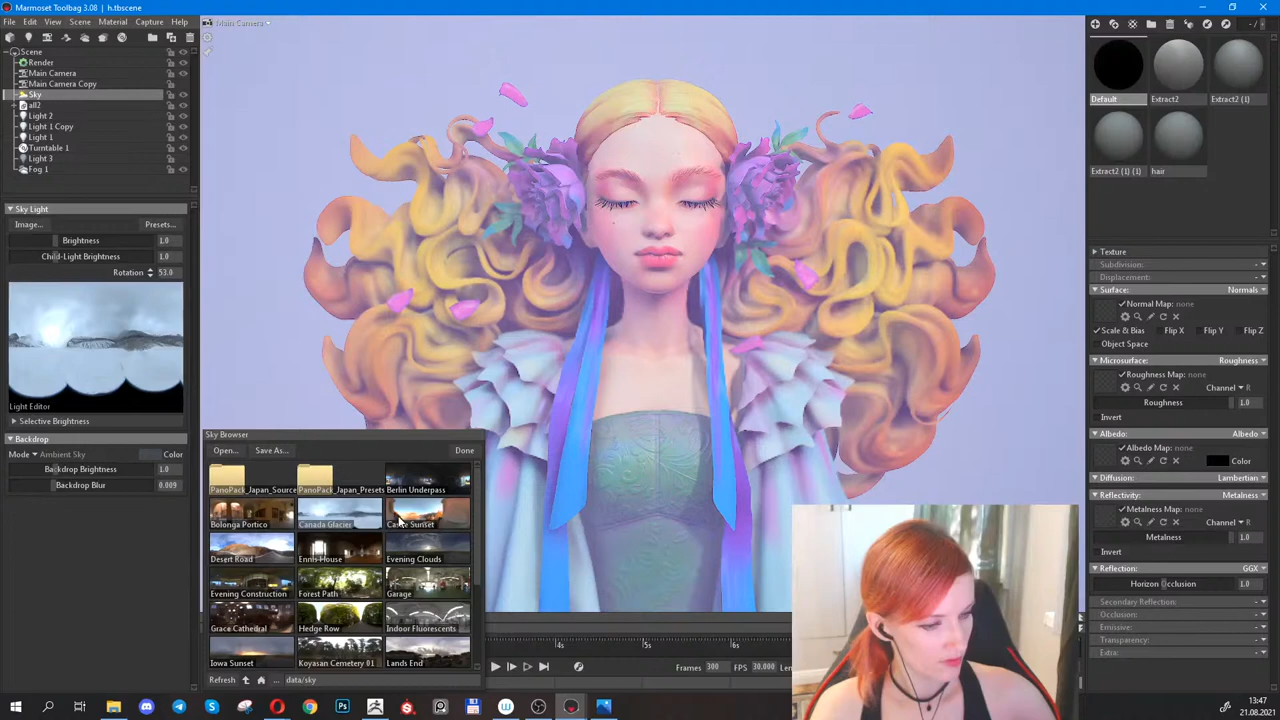 Marmoset Toolbag 3.08 | h.tbscene
File Edit View Scene Material Capture Help
Main Camera
Scene
Render
Main Camera
Main Camera Copy
Sky
all2
Light 2
Light 1 Copy
Light 1
Turntable 1
Light 3
Fog 1
Sky Light
Image... Presets...
Brightness 1.0
Child-Light Brightness 1.0
Rotation 53.0
Light Editor
Selective Brightness
Backdrop
Mode Ambient Sky Color
Backdrop Brightness 1.0
Backdrop Blur 0.009
Sky Browser
Open... Save As... Done
PanoPack_Japan_Source PanoPack_Japan_Presets Berlin Underpass
Bolonga Portico Canada Glacier Castle Sunset
Desert Road Ennis House Evening Clouds
Evening Construction Forest Path Garage
Grace Cathedral Hedge Row Indoor Fluorescents
Iowa Sunset Koyasan Cemetery 01 Lands End
Refresh ... data/sky
4s 5s 6s
Frames 300 FPS 30.000
Default Extract2 Extract2 (1)
Extract2 (1) (1) hair
Texture
Subdivision:
Displacement:
Surface: Normals
Normal Map: none
Scale & Bias Flip X Flip Y Flip Z
Object Space
Microsurface: Roughness
Roughness Map: none
Channel R
Roughness 1.0
Invert
Albedo: Albedo
Albedo Map: none
Color
Diffusion: Lambertian
Reflectivity: Metalness
Metalness Map: none
Channel R
Metalness 1.0
Invert
Reflection: GGX
Horizon Occlusion 1.0
Secondary Reflection:
Occlusion:
Emissive:
Transparency:
Extra:
13:47
21.08.2021